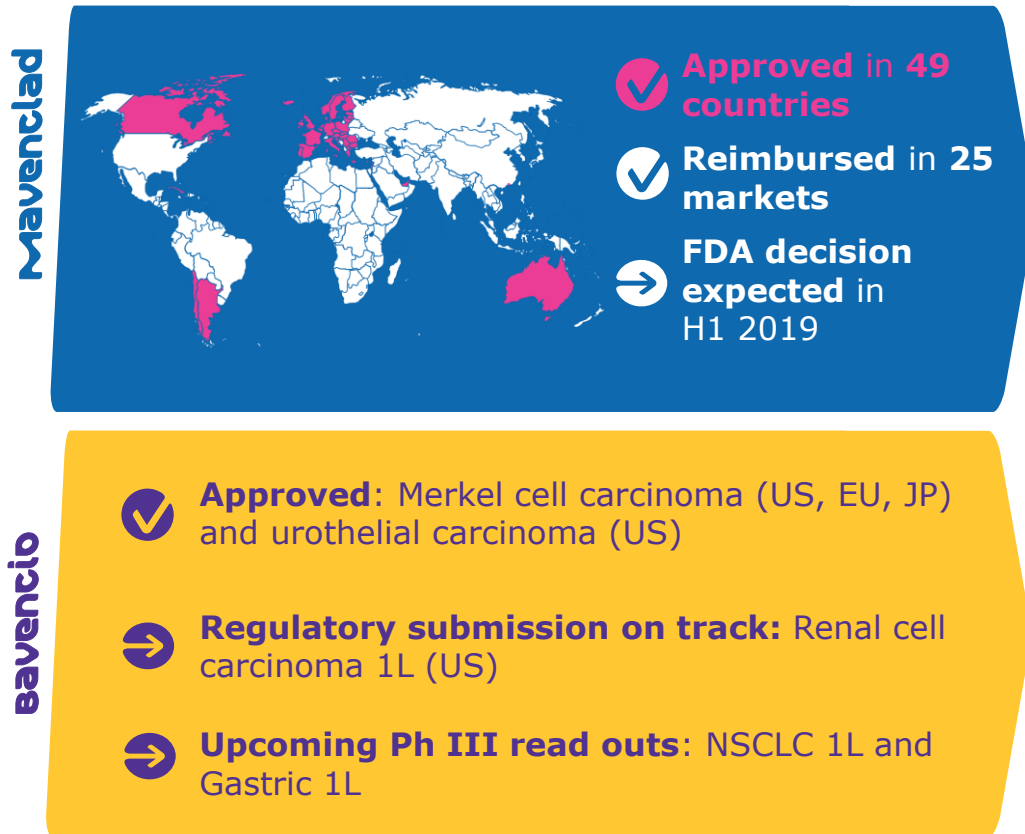 Mavenclad
Approved in 49
countries
Reimbursed in 25
markets
FDA decision
expected in
H1 2019
Bavencio
Approved: Merkel cell carcinoma (US, EU, JP)
and urothelial carcinoma (US)
Regulatory submission on track: Renal cell
carcinoma 1L (US)
Upcoming Ph III read outs: NSCLC 1L and
Gastric 1L